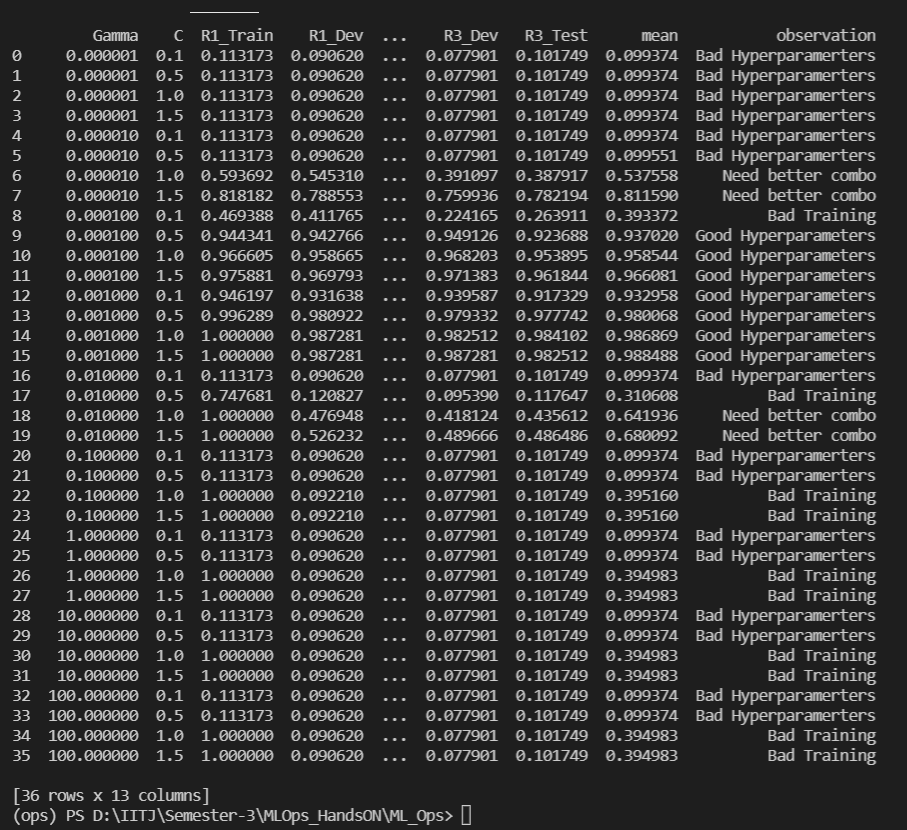 Gamma C R1_Train R1_Dev ... R3_Dev R3_Test mean observation
0 0.000001 0.1 0.113173 0.090620 ... 0.077901 0.101749 0.099374 Bad Hyperparamerters
1 0.000001 0.5 0.113173 0.090620 ... 0.077901 0.101749 0.099374 Bad Hyperparamerters
2 0.000001 1.0 0.113173 0.090620 ... 0.077901 0.101749 0.099374 Bad Hyperparamerters
3 0.000001 1.5 0.113173 0.090620 ... 0.077901 0.101749 0.099374 Bad Hyperparamerters
4 0.000010 0.1 0.113173 0.090620 ... 0.077901 0.101749 0.099374 Bad Hyperparamerters
5 0.000010 0.5 0.113173 0.090620 ... 0.077901 0.101749 0.099551 Bad Hyperparamerters
6 0.000010 1.0 0.593692 0.545310 ... 0.391097 0.387917 0.537558 Need better combo
7 0.000010 1.5 0.818182 0.788553 ... 0.759936 0.782194 0.811590 Need better combo
8 0.000100 0.1 0.469388 0.411765 ... 0.224165 0.263911 0.393372 Bad Training
9 0.000100 0.5 0.944341 0.942766 ... 0.949126 0.923688 0.937020 Good Hyperparameters
10 0.000100 1.0 0.966605 0.958665 ... 0.968203 0.953895 0.958544 Good Hyperparameters
11 0.000100 1.5 0.975881 0.969793 ... 0.971383 0.961844 0.966081 Good Hyperparameters
12 0.001000 0.1 0.946197 0.931638 ... 0.939587 0.917329 0.932958 Good Hyperparameters
13 0.001000 0.5 0.996289 0.980922 ... 0.979332 0.977742 0.980068 Good Hyperparameters
14 0.001000 1.0 1.000000 0.987281 ... 0.982512 0.984102 0.986869 Good Hyperparameters
15 0.001000 1.5 1.000000 0.987281 ... 0.987281 0.982512 0.988488 Good Hyperparameters
16 0.010000 0.1 0.113173 0.090620 ... 0.077901 0.101749 0.099374 Bad Hyperparamerters
17 0.010000 0.5 0.747681 0.120827 ... 0.095390 0.117647 0.310608 Bad Training
18 0.010000 1.0 1.000000 0.476948 ... 0.418124 0.435612 0.641936 Need better combo
19 0.010000 1.5 1.000000 0.526232 ... 0.489666 0.486486 0.680092 Need better combo
20 0.100000 0.1 0.113173 0.090620 ... 0.077901 0.101749 0.099374 Bad Hyperparamerters
21 0.100000 0.5 0.113173 0.090620 ... 0.077901 0.101749 0.099374 Bad Hyperparamerters
22 0.100000 1.0 1.000000 0.092210 ... 0.077901 0.101749 0.395160 Bad Training
23 0.100000 1.5 1.000000 0.092210 ... 0.077901 0.101749 0.395160 Bad Training
24 1.000000 0.1 0.113173 0.090620 ... 0.077901 0.101749 0.099374 Bad Hyperparamerters
25 1.000000 0.5 0.113173 0.090620 ... 0.077901 0.101749 0.099374 Bad Hyperparamerters
26 1.000000 1.0 1.000000 0.090620 ... 0.077901 0.101749 0.394983 Bad Training
27 1.000000 1.5 1.000000 0.090620 ... 0.077901 0.101749 0.394983 Bad Training
28 10.000000 0.1 0.113173 0.090620 ... 0.077901 0.101749 0.099374 Bad Hyperparamerters
29 10.000000 0.5 0.113173 0.090620 ... 0.077901 0.101749 0.099374 Bad Hyperparamerters
30 10.000000 1.0 1.000000 0.090620 ... 0.077901 0.101749 0.394983 Bad Training
31 10.000000 1.5 1.000000 0.090620 ... 0.077901 0.101749 0.394983 Bad Training
32 100.000000 0.1 0.113173 0.090620 ... 0.077901 0.101749 0.099374 Bad Hyperparamerters
33 100.000000 0.5 0.113173 0.090620 ... 0.077901 0.101749 0.099374 Bad Hyperparamerters
34 100.000000 1.0 1.000000 0.090620 ... 0.077901 0.101749 0.394983 Bad Training
35 100.000000 1.5 1.000000 0.090620 ... 0.077901 0.101749 0.394983 Bad Training
[36 rows x 13 columns]
(ops) PS D:\IITJ\Semester-3\MLOps_HandsON\ML_Ops>